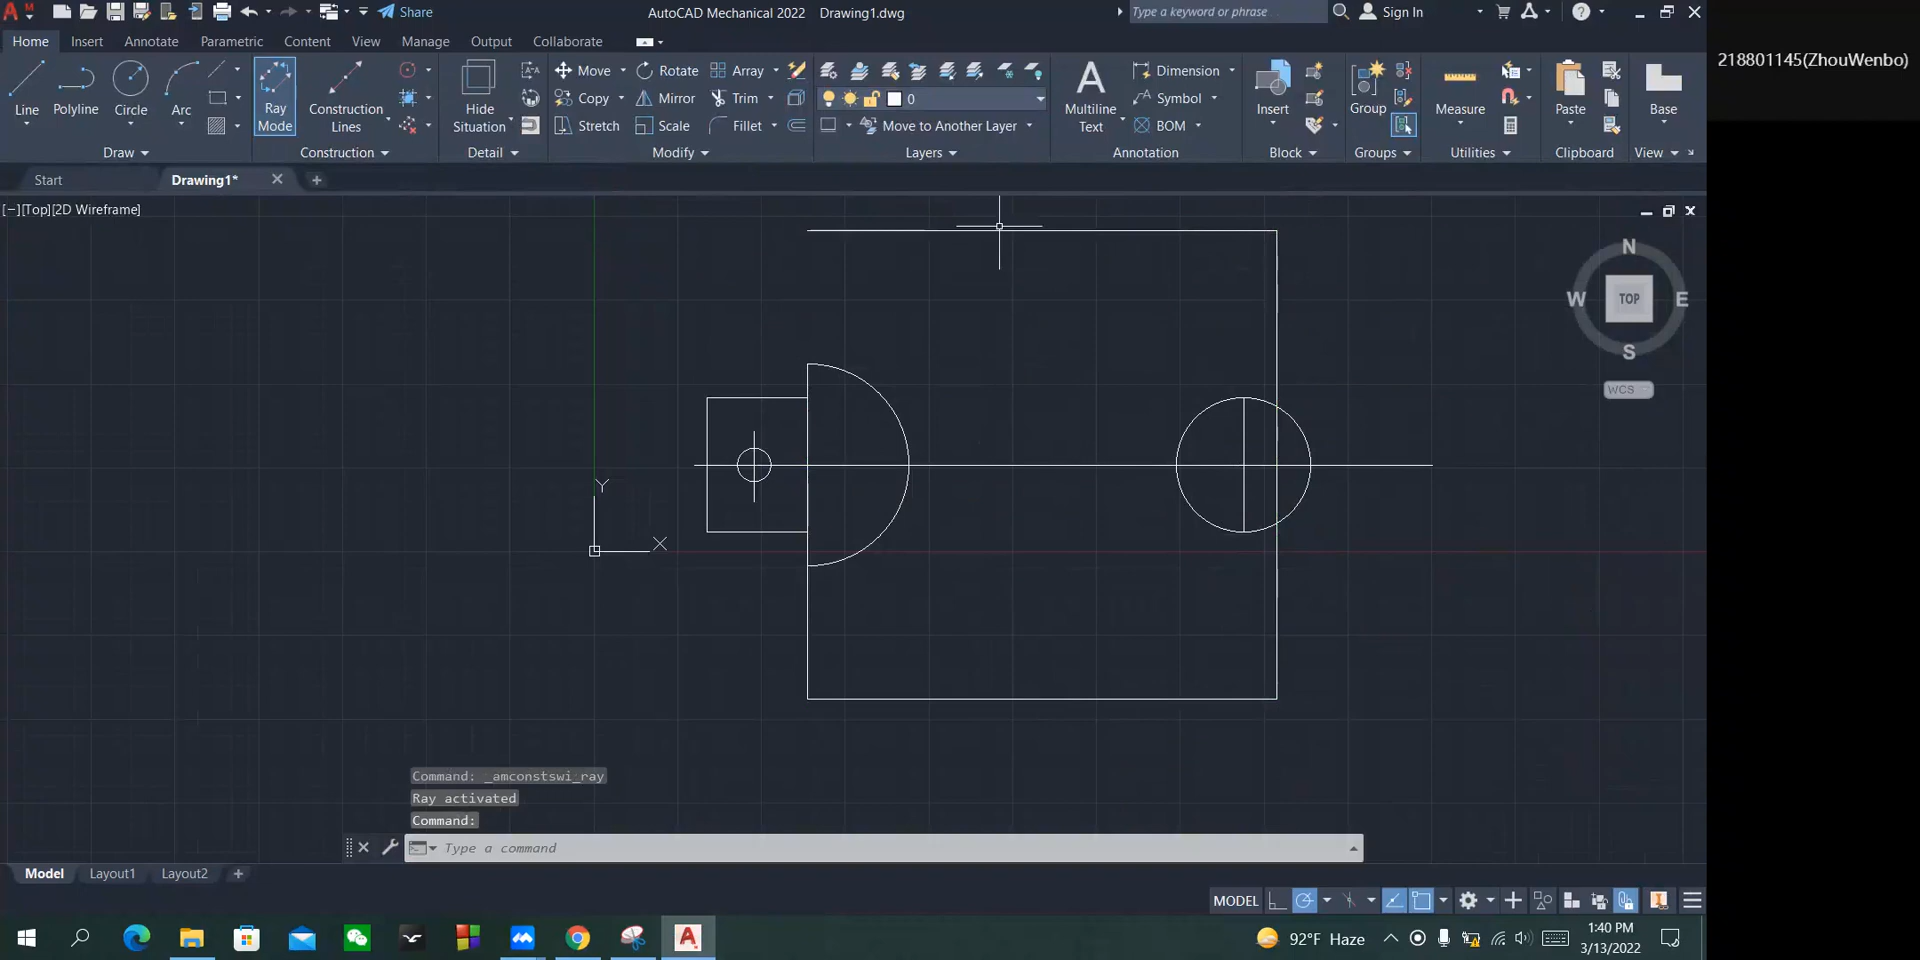 Share
AutoCAD Mechanical 2022 Drawing1.dwg
Type a keyword or phrase
Sign In
218801145(ZhouWenbo)
Home Insert Annotate Parametric Content View Manage Output Collaborate
Line
Polyline
Circle
Arc
Draw
Ray Mode
Construction Lines
Construction
Hide Situation
Detail
Move Rotate Array
Copy Mirror Trim
Stretch Scale Fillet
Modify
0
Move to Another Layer
Layers
Multiline Text
Dimension
Symbol
BOM
Annotation
Insert
Block
Group
Groups
Measure
Utilities
Paste
Clipboard
Base
View
Start Drawing1*
[−][Top][2D Wireframe]
N
W TOP E
S
WCS
Y
X
Command: _amconstswi_ray
Ray activated
Command:
Type a command
Model Layout1 Layout2
MODEL
92°F Haze
1:40 PM
3/13/2022